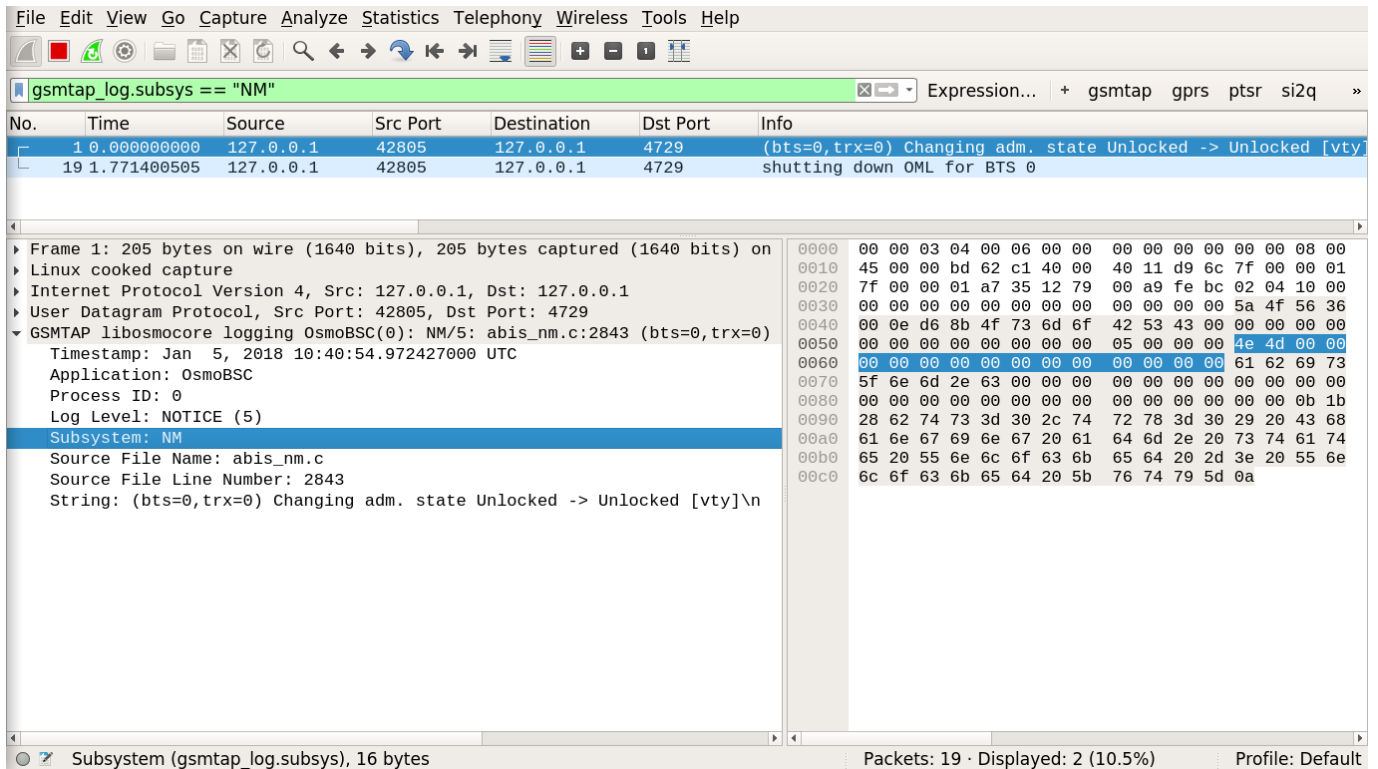 File Edit View Go Capture Analyze Statistics Telephony Wireless Tools Help
gsmtap_log.subsys == "NM" Expression... + gsmtap gprs ptsr si2q »
No. Time Source Src Port Destination Dst Port Info
1 0.000000000 127.0.0.1 42805 127.0.0.1 4729 (bts=0,trx=0) Changing adm. state Unlocked -> Unlocked [vty]
19 1.771400505 127.0.0.1 42805 127.0.0.1 4729 shutting down OML for BTS 0
Frame 1: 205 bytes on wire (1640 bits), 205 bytes captured (1640 bits) on
Linux cooked capture
Internet Protocol Version 4, Src: 127.0.0.1, Dst: 127.0.0.1
User Datagram Protocol, Src Port: 42805, Dst Port: 4729
GSMTAP libosmocore logging OsmoBSC(0): NM/5: abis_nm.c:2843 (bts=0,trx=0)
Timestamp: Jan 5, 2018 10:40:54.972427000 UTC
Application: OsmoBSC
Process ID: 0
Log Level: NOTICE (5)
Subsystem: NM
Source File Name: abis_nm.c
Source File Line Number: 2843
String: (bts=0,trx=0) Changing adm. state Unlocked -> Unlocked [vty]\n
0000 00 00 03 04 00 06 00 00 00 00 00 00 00 00 08 00
0010 45 00 00 bd 62 c1 40 00 40 11 d9 6c 7f 00 00 01
0020 7f 00 00 01 a7 35 12 79 00 a9 fe bc 02 04 10 00
0030 00 00 00 00 00 00 00 00 00 00 00 00 5a 4f 56 36
0040 00 0e d6 8b 4f 73 6d 6f 42 53 43 00 00 00 00 00
0050 00 00 00 00 00 00 00 00 05 00 00 00 4e 4d 00 00
0060 00 00 00 00 00 00 00 00 00 00 00 00 61 62 69 73
0070 5f 6e 6d 2e 63 00 00 00 00 00 00 00 00 00 00 00
0080 00 00 00 00 00 00 00 00 00 00 00 00 00 00 0b 1b
0090 28 62 74 73 3d 30 2c 74 72 78 3d 30 29 20 43 68
00a0 61 6e 67 69 6e 67 20 61 64 6d 2e 20 73 74 61 74
00b0 65 20 55 6e 6c 6f 63 6b 65 64 20 2d 3e 20 55 6e
00c0 6c 6f 63 6b 65 64 20 5b 76 74 79 5d 0a
Subsystem (gsmtap_log.subsys), 16 bytes Packets: 19 · Displayed: 2 (10.5%) Profile: Default